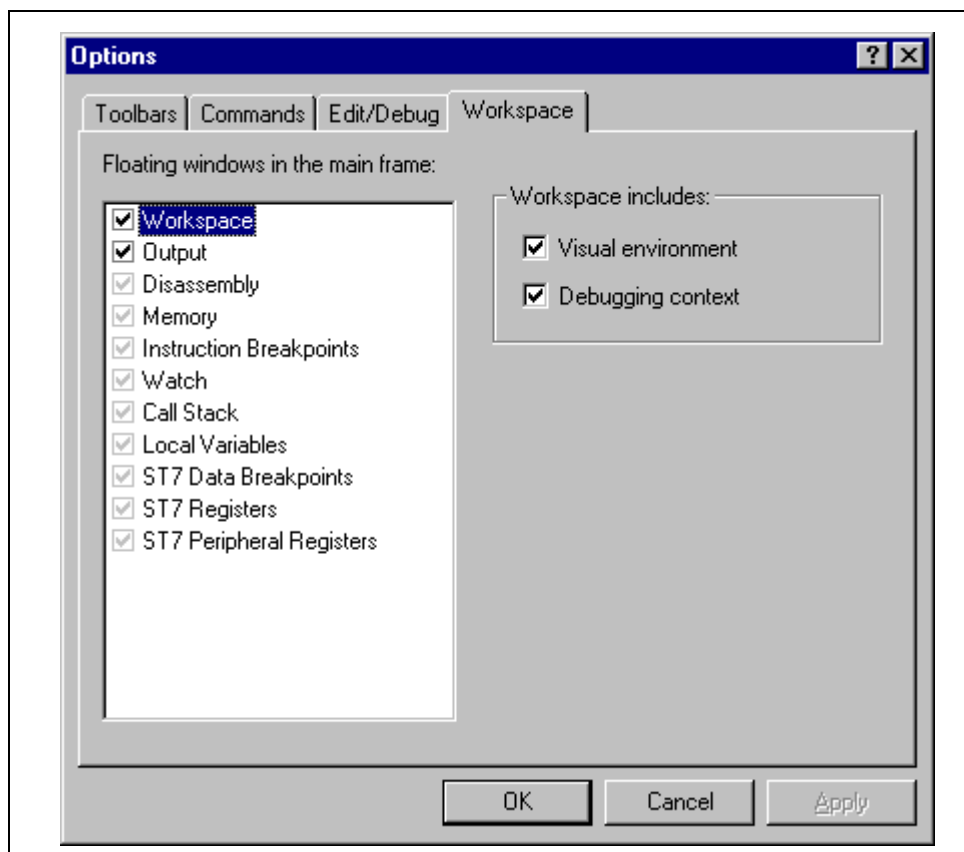 Options
Toolbars Commands Edit/Debug Workspace
Floating windows in the main frame:
Workspace
Output
Disassembly
Memory
Instruction Breakpoints
Watch
Call Stack
Local Variables
ST7 Data Breakpoints
ST7 Registers
ST7 Peripheral Registers
Workspace includes:
Visual environment
Debugging context
OK Cancel Apply